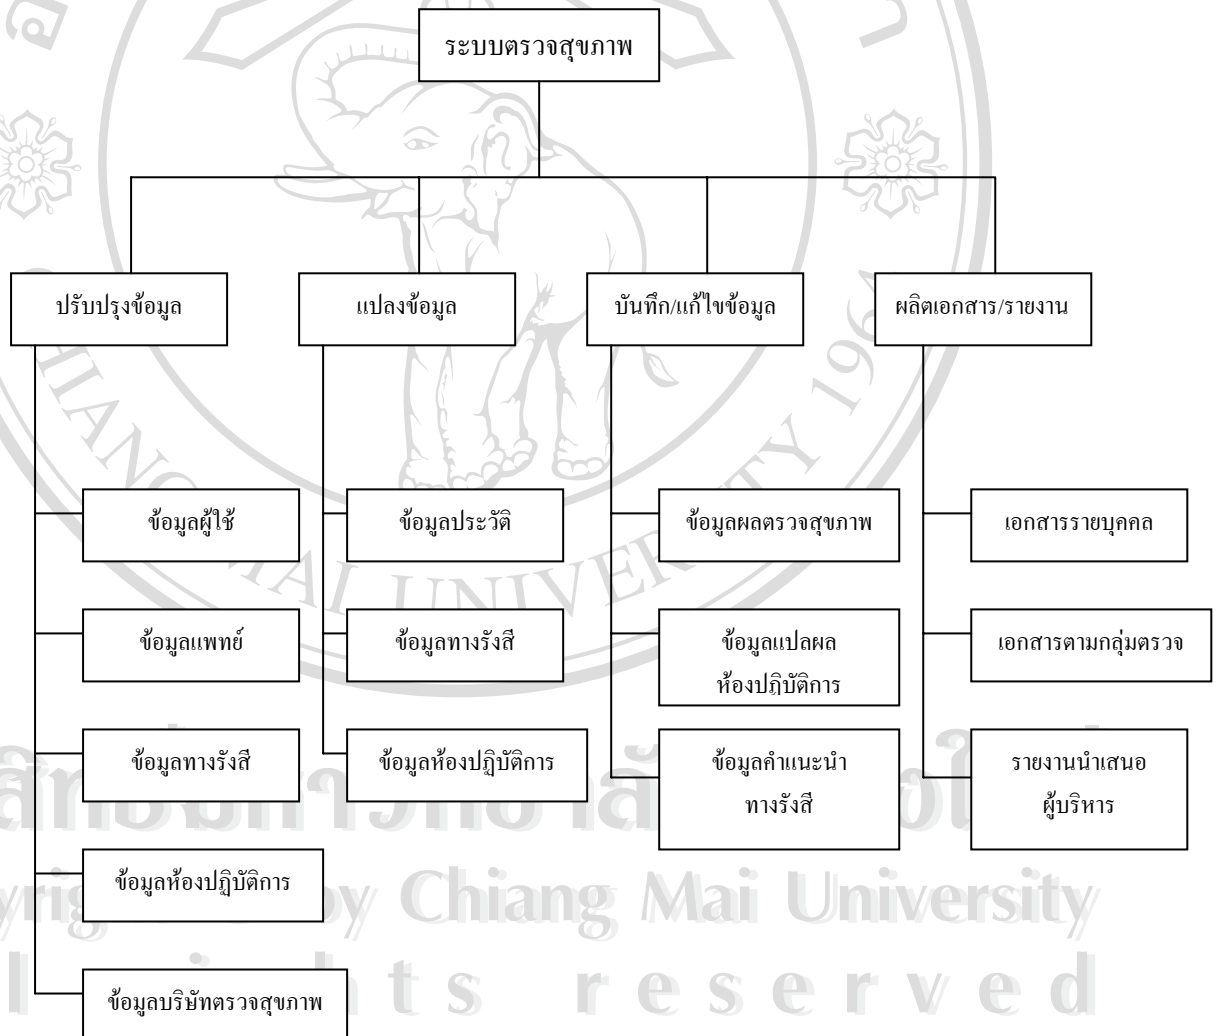 ระบบตรวจสุขภาพ
ปรับปรุงข้อมูล
แปลงข้อมูล
บันทึก/แก้ไขข้อมูล
ผลิตเอกสาร/รายงาน
ข้อมูลผู้ใช้
ข้อมูลประวัติ
ข้อมูลผลตรวจสุขภาพ
เอกสารรายบุคคล
ข้อมูลแพทย์
ข้อมูลทางรังสี
ข้อมูลแปลผล
ห้องปฏิบัติการ
เอกสารตามกลุ่มตรวจ
ข้อมูลทางรังสี
ข้อมูลห้องปฏิบัติการ
ข้อมูลคำแนะนำ
ทางรังสี
รายงานนำเสนอ
ผู้บริหาร
ข้อมูลห้องปฏิบัติการ
ข้อมูลบริษัทตรวจสุขภาพ
UNIVERSITY 1964
by Chiang Mai University
reserved